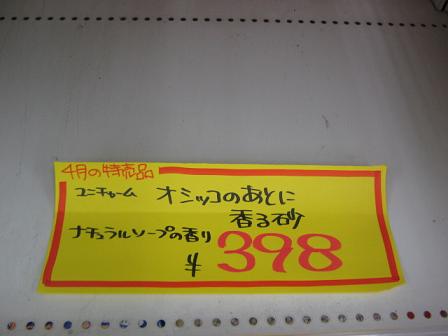 4月の特売品
ユニチャーム オシッコのあとに
香る砂
ナチュラルソープの香り
¥398